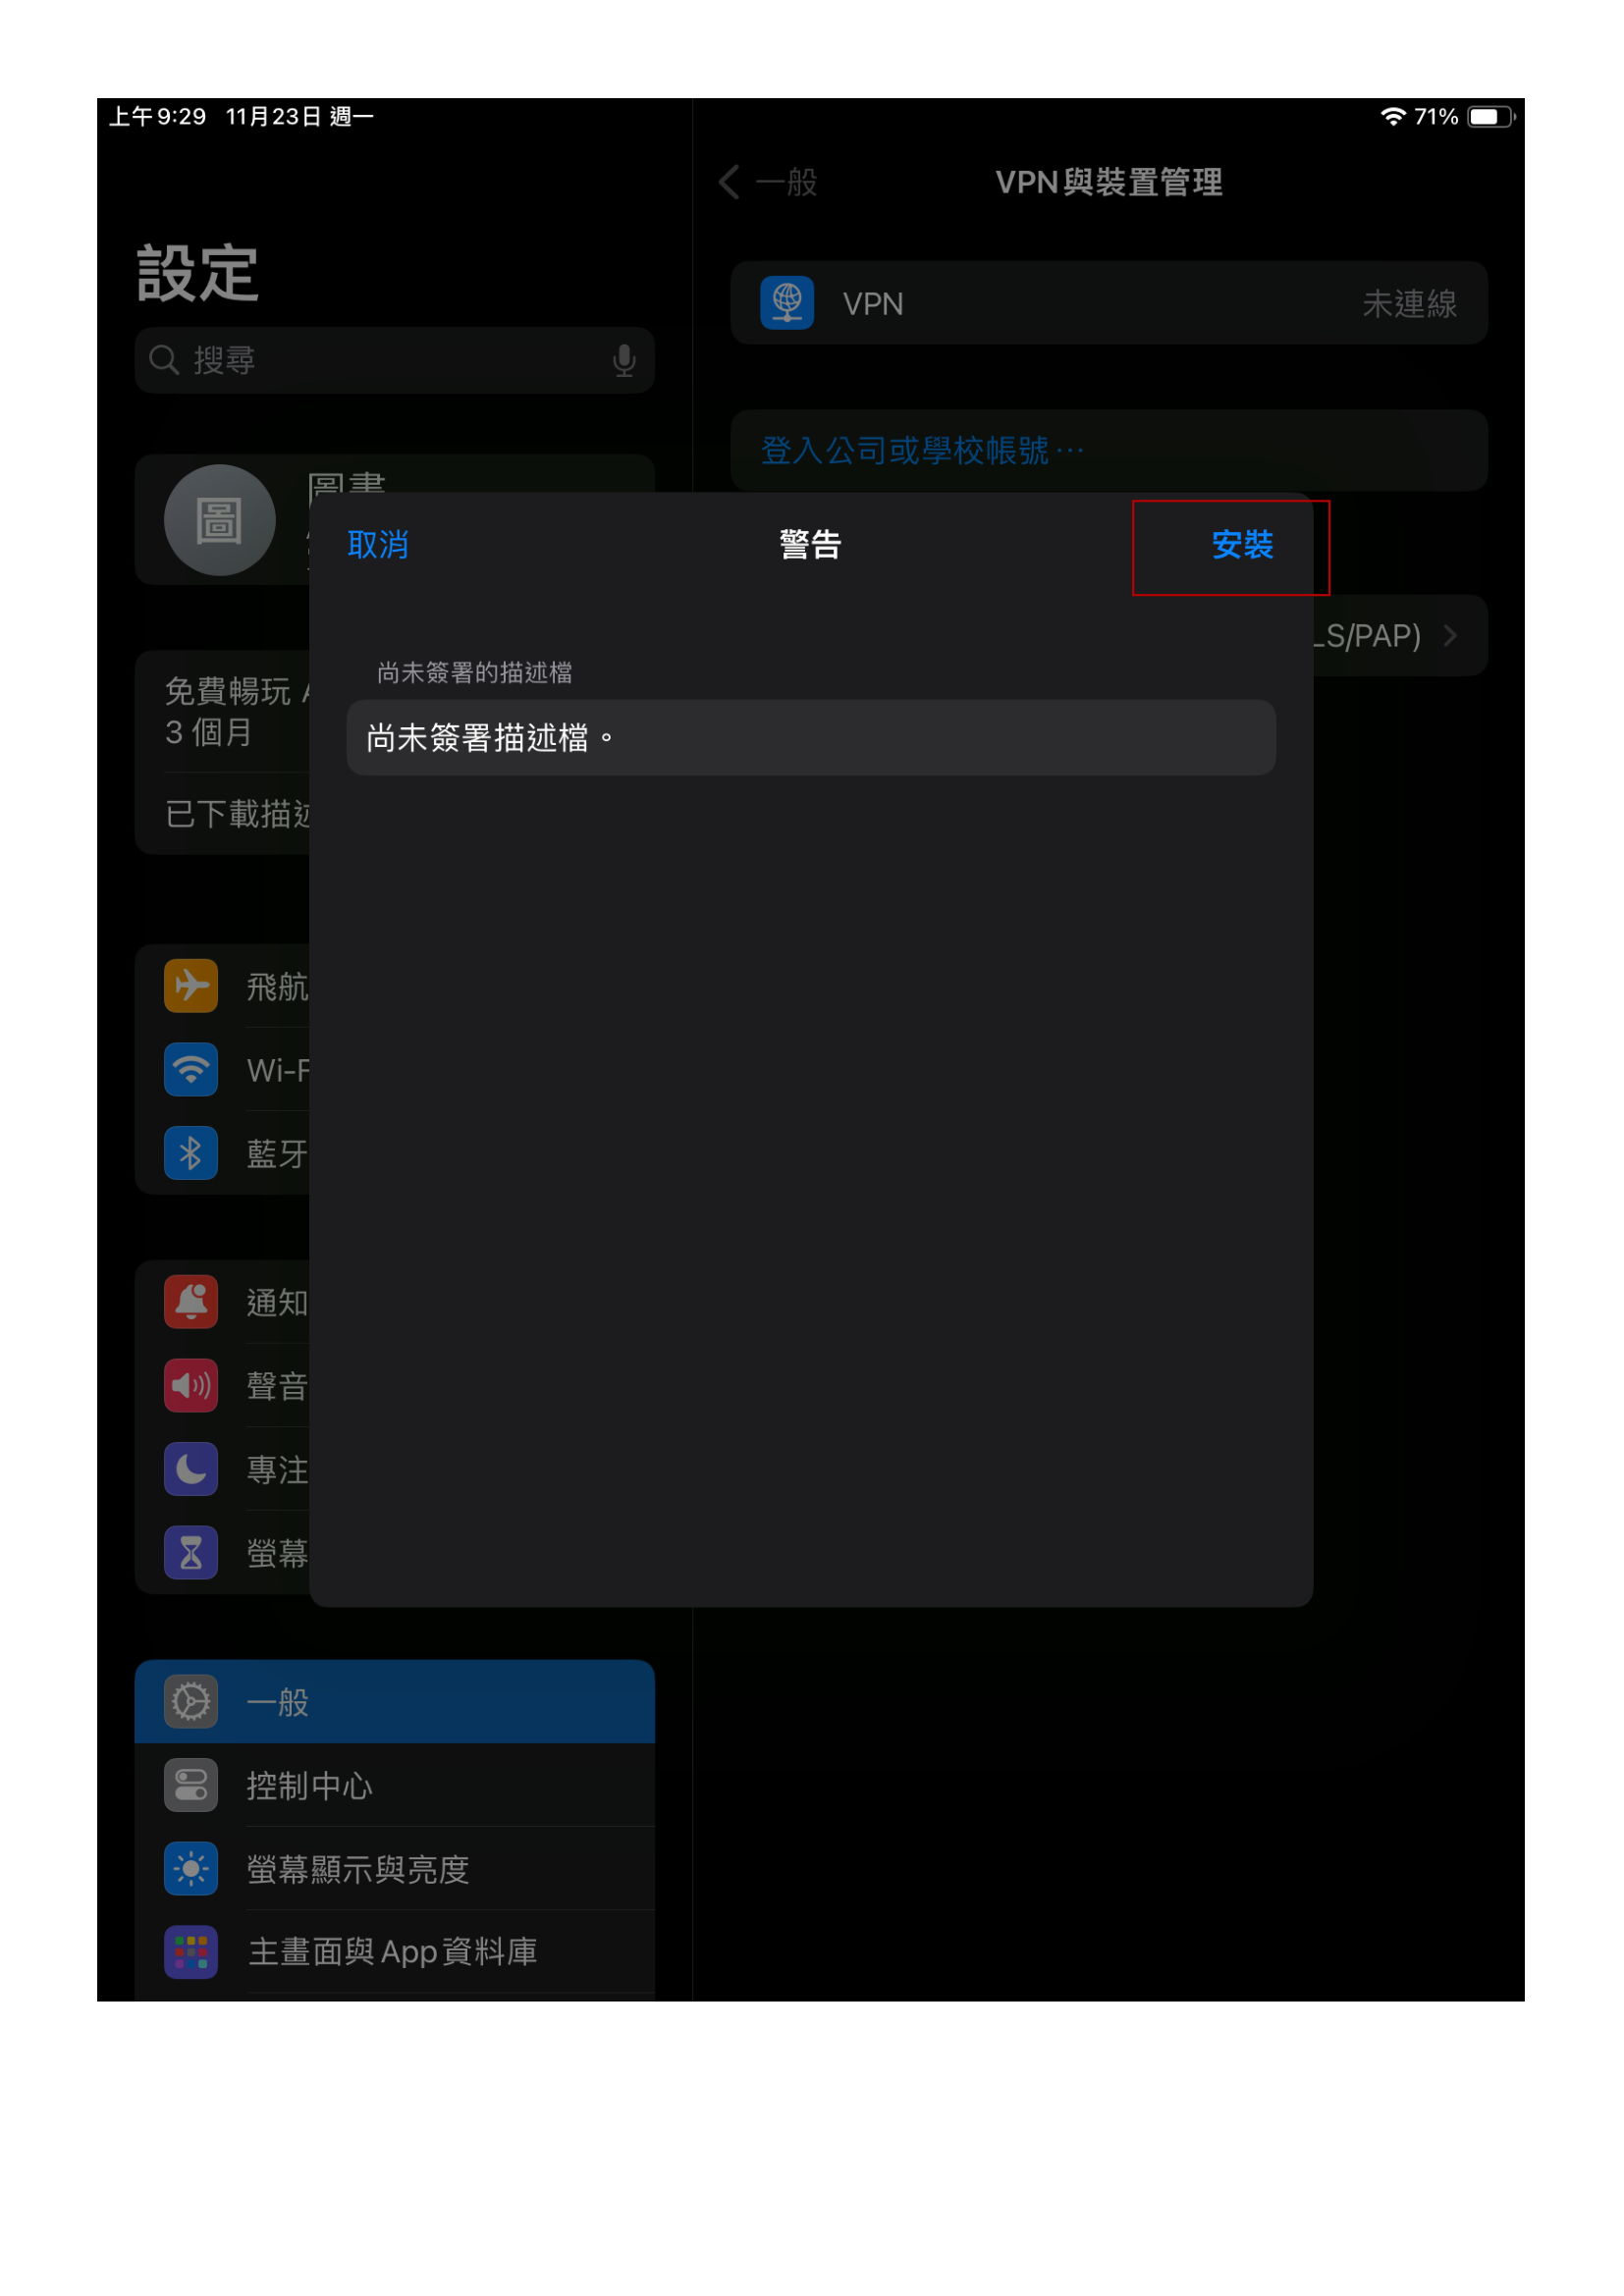 上午9:29 11月23日 週一
71%
設定
搜尋
圖
圖書
免費暢玩
3 個月
已下載描述
飛航
Wi-F
藍牙
通知
聲音
專注
螢幕
一般
控制中心
螢幕顯示與亮度
主畫面與 App 資料庫
一般
VPN與裝置管理
VPN
未連線
登入公司或學校帳號⋯
LS/PAP)
取消
警告
安裝
尚未簽署的描述檔
尚未簽署描述檔。